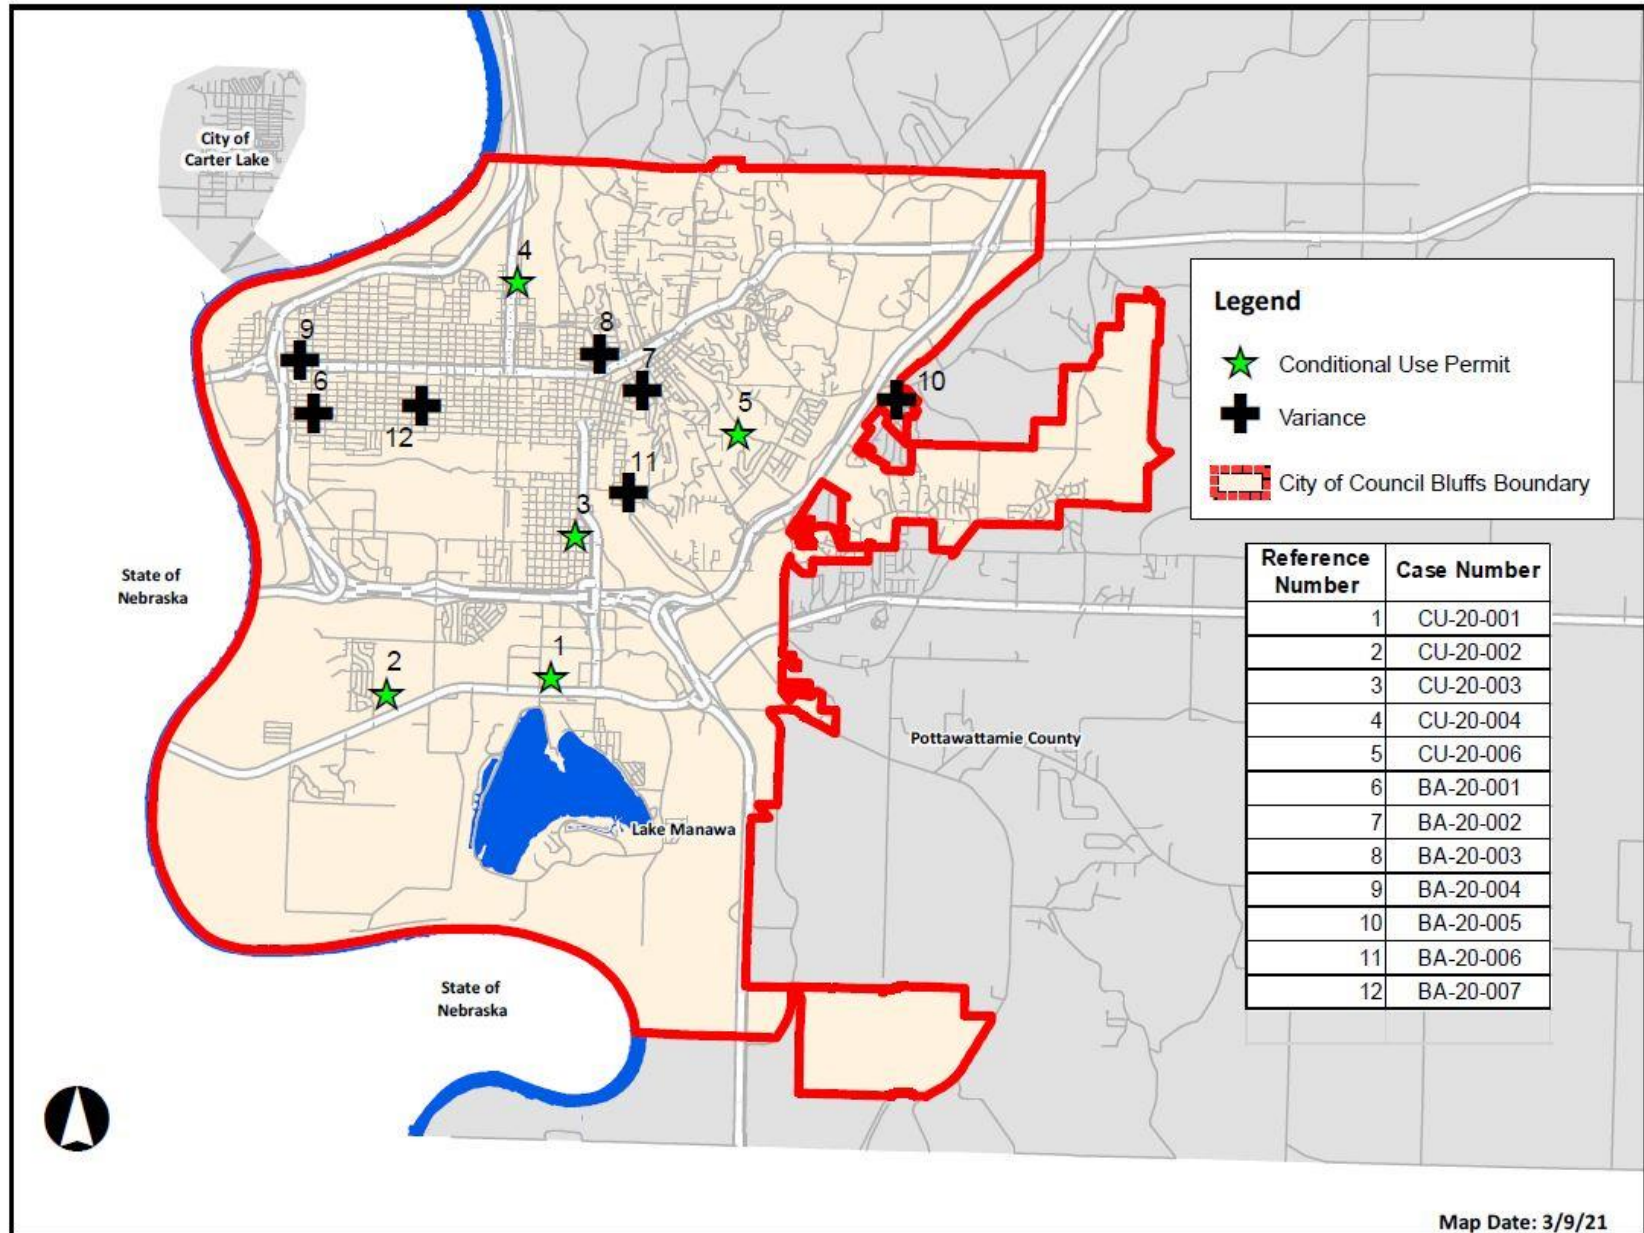 City of
Carter Lake
4
9
8
7
6
5
10
12
11
3
State of
Nebraska
1
2
Pottawattamie County
Lake Manawa
State of
Nebraska
Legend
Conditional Use Permit
Variance
City of Council Bluffs Boundary
Reference Number Case Number
1 CU-20-001
2 CU-20-002
3 CU-20-003
4 CU-20-004
5 CU-20-006
6 BA-20-001
7 BA-20-002
8 BA-20-003
9 BA-20-004
10 BA-20-005
11 BA-20-006
12 BA-20-007
Map Date: 3/9/21